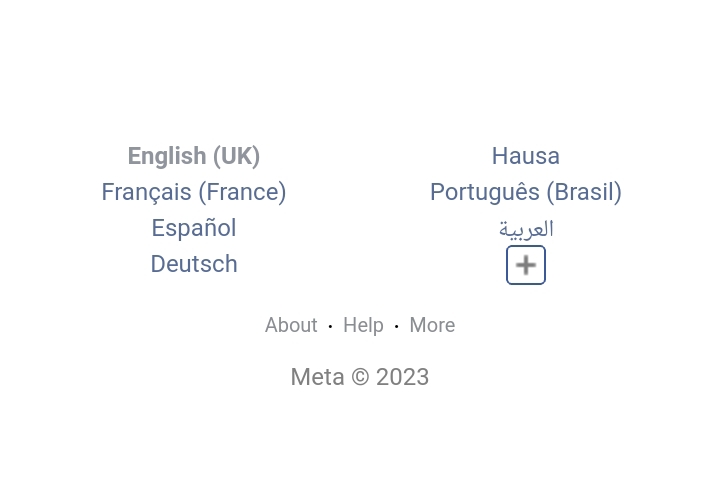 English (UK)
Hausa
Français (France)
Português (Brasil)
Español
العربية
Deutsch
About · Help · More
Meta © 2023